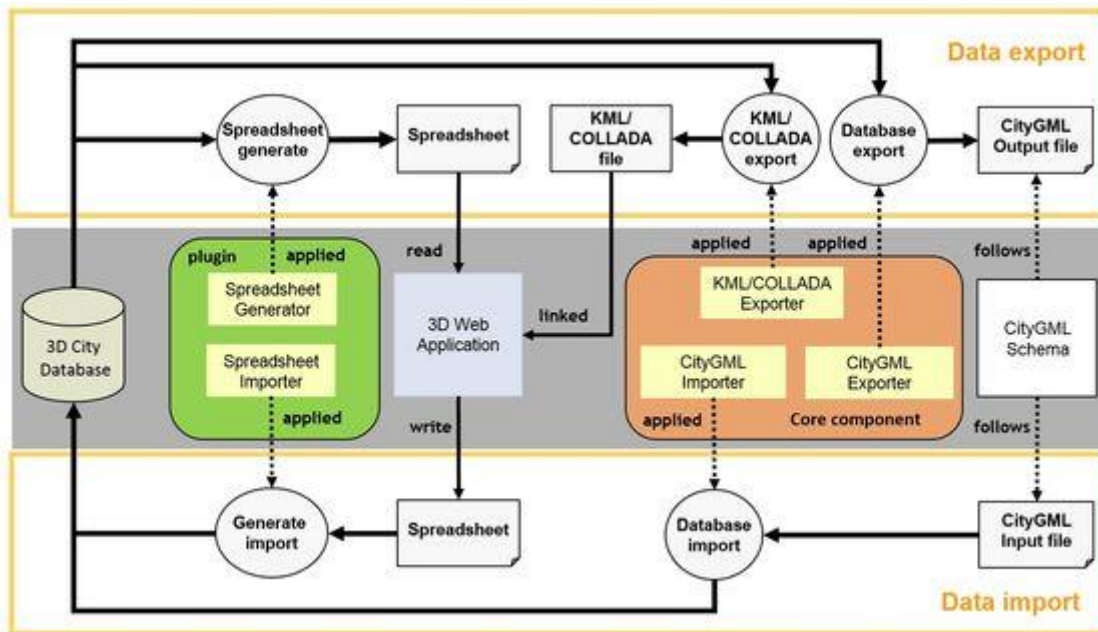 Data export
Spreadsheet
generate
Spreadsheet
KML/
COLLADA
file
KML/
COLLADA
export
Database
export
CityGML
Output file
plugin
applied
read
applied
applied
follows
Spreadsheet
Generator
KML/COLLADA
Exporter
3D City
Database
3D Web
Application
linked
CityGML
Schema
Spreadsheet
Importer
CityGML
Importer
CityGML
Exporter
applied
write
applied
Core component
follows
Generate
import
Spreadsheet
Database
import
CityGML
Input file
Data import